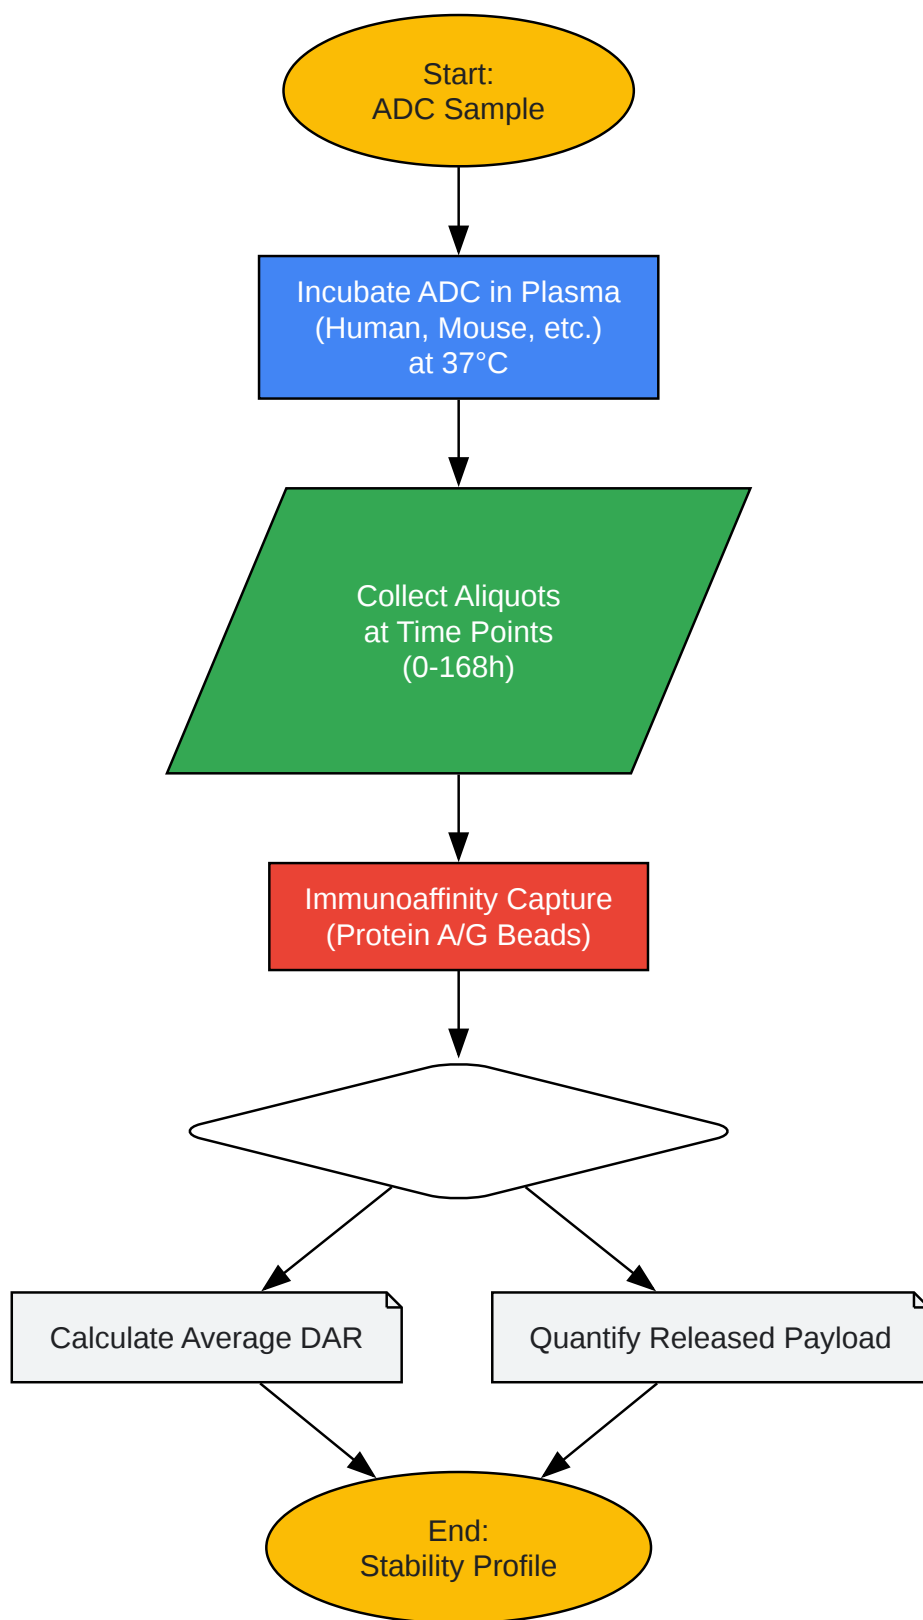 Start:
ADC Sample
Incubate ADC in Plasma
(Human, Mouse, etc.)
at 37°C
Collect Aliquots
at Time Points
(0-168h)
Immunoaffinity Capture
(Protein A/G Beads)
Calculate Average DAR
Quantify Released Payload
End:
Stability Profile